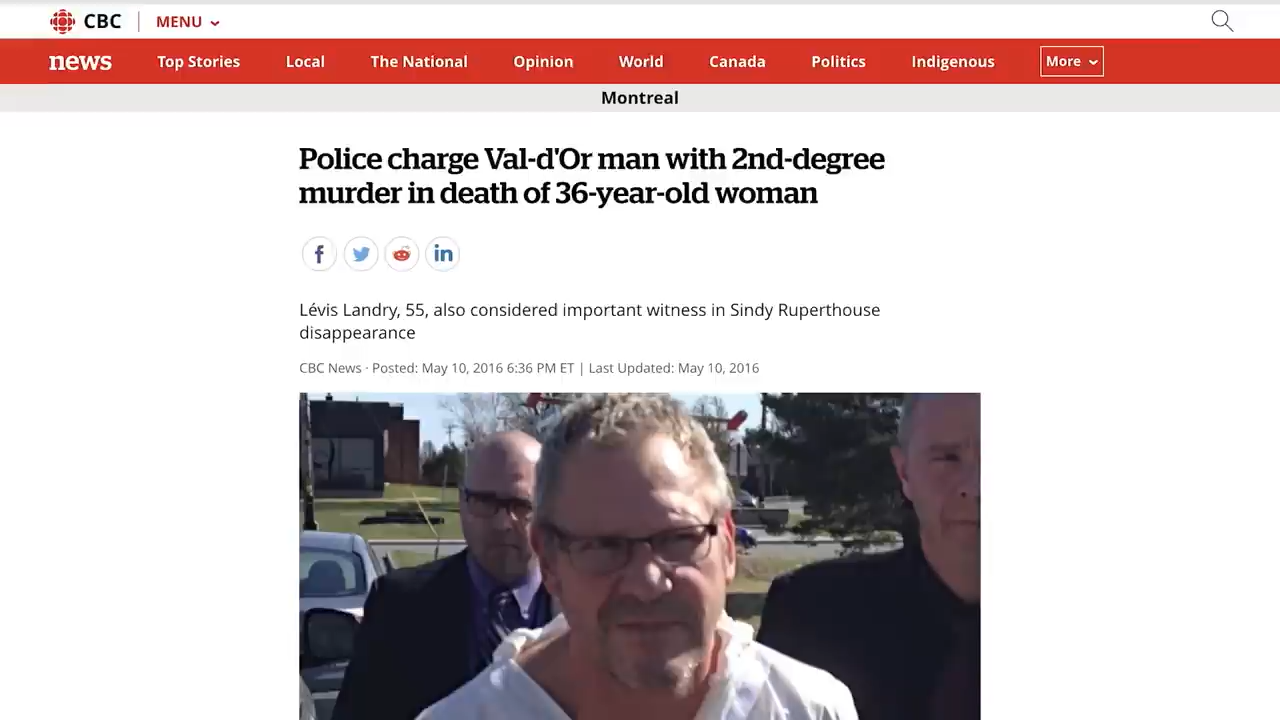 CBC MENU
news Top Stories Local The National Opinion World Canada Politics Indigenous More
Montreal
Police charge Val-d'Or man with 2nd-degree
murder in death of 36-year-old woman
f in
Lévis Landry, 55, also considered important witness in Sindy Ruperthouse
disappearance
CBC News · Posted: May 10, 2016 6:36 PM ET | Last Updated: May 10, 2016